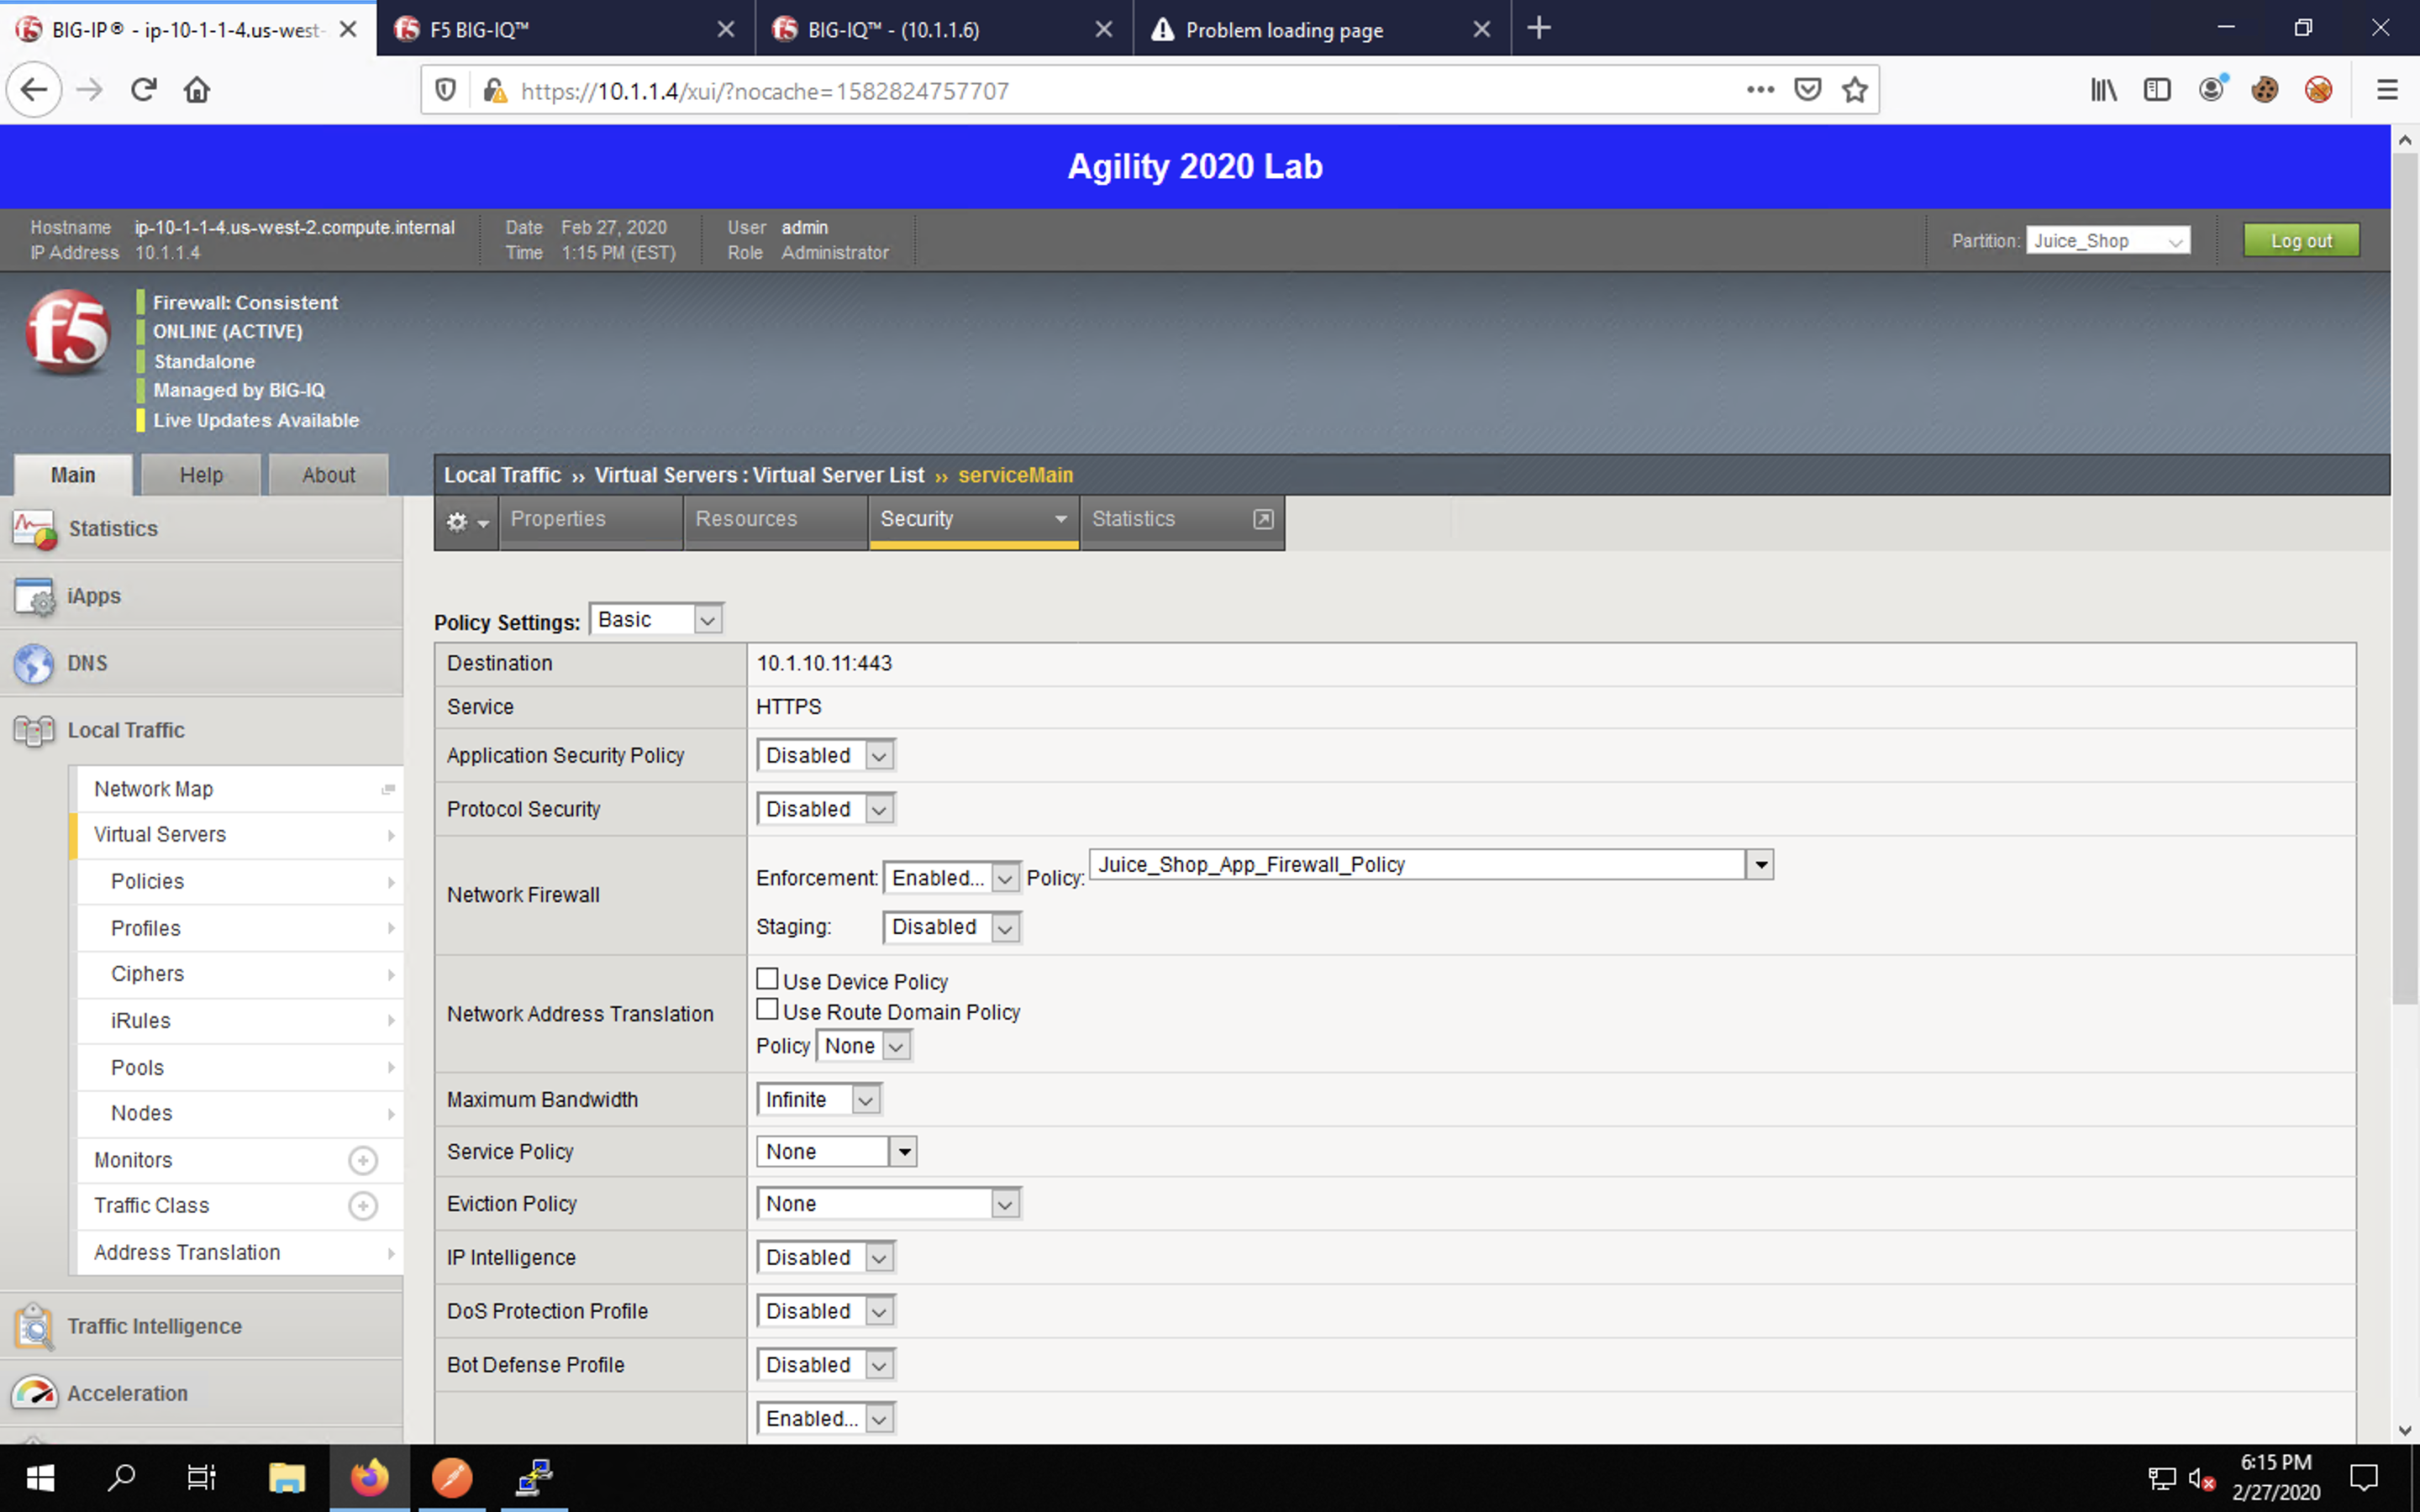 BIG-IP® - ip-10-1-1-4.us-west-
F5 BIG-IQ™
BIG-IQ™ - (10.1.1.6)
Problem loading page
https://10.1.1.4/xui/?nocache=1582824757707
Agility 2020 Lab
Hostname ip-10-1-1-4.us-west-2.compute.internal
IP Address 10.1.1.4
Date Feb 27, 2020
Time 1:15 PM (EST)
User admin
Role Administrator
Partition: Juice_Shop
Log out
f5
Firewall: Consistent
ONLINE (ACTIVE)
Standalone
Managed by BIG-IQ
Live Updates Available
Main
Help
About
Local Traffic ›› Virtual Servers : Virtual Server List ›› serviceMain
Properties
Resources
Security
Statistics
Statistics
iApps
DNS
Local Traffic
Network Map
Virtual Servers
Policies
Profiles
Ciphers
iRules
Pools
Nodes
Monitors
Traffic Class
Address Translation
Traffic Intelligence
Acceleration
Policy Settings: Basic
Destination 10.1.10.11:443
Service HTTPS
Application Security Policy Disabled
Protocol Security Disabled
Network Firewall
Enforcement: Enabled... Policy: Juice_Shop_App_Firewall_Policy
Staging: Disabled
Network Address Translation
Use Device Policy
Use Route Domain Policy
Policy None
Maximum Bandwidth Infinite
Service Policy None
Eviction Policy None
IP Intelligence Disabled
DoS Protection Profile Disabled
Bot Defense Profile Disabled
Enabled...
6:15 PM
2/27/2020